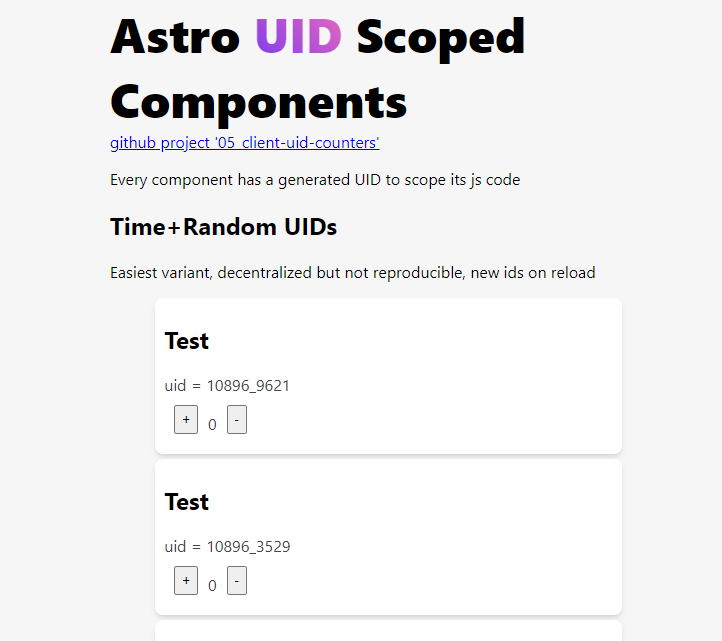 Astro UID Scoped
Components
github project '05_client-uid-counters'
Every component has a generated UID to scope its js code
Time+Random UIDs
Easiest variant, decentralized but not reproducible, new ids on reload
Test
uid = 10896_9621
+ 0 -
Test
uid = 10896_3529
+ 0 -